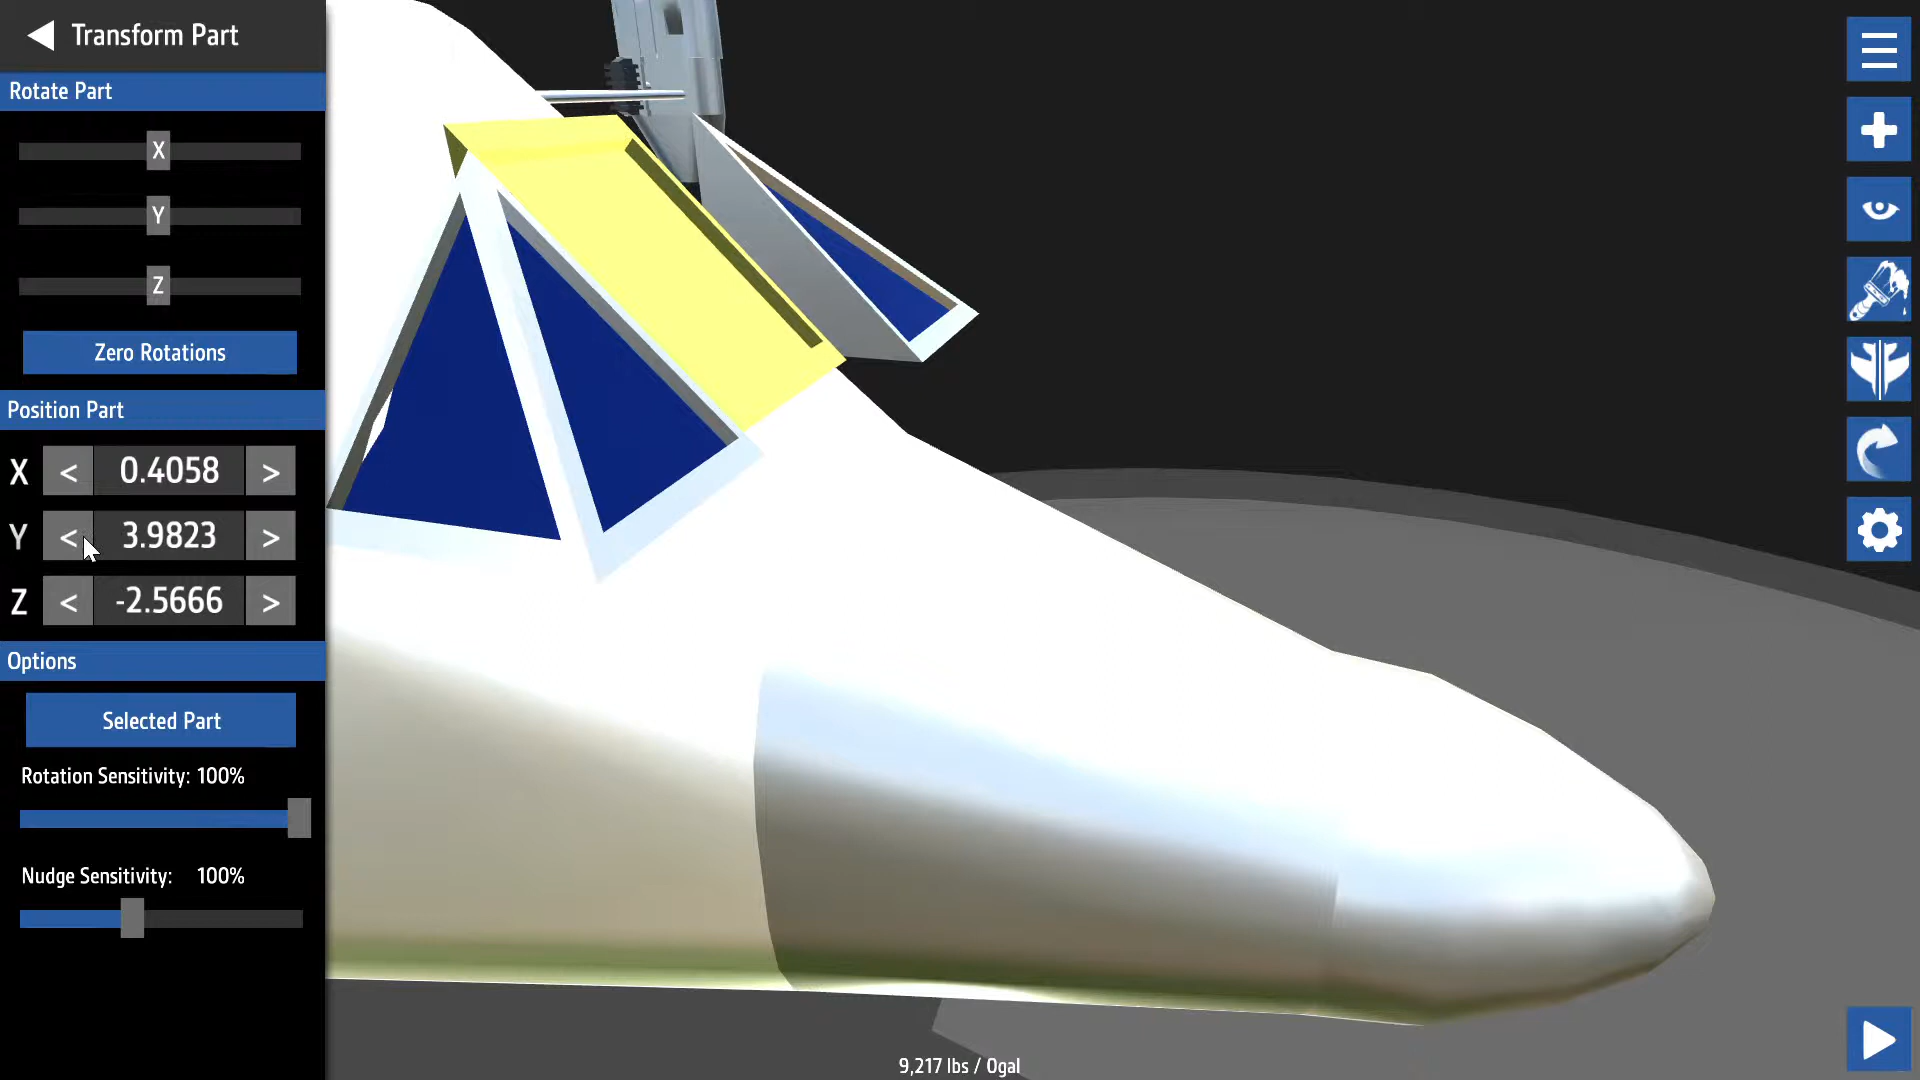 Transform Part
Rotate Part
X
Y
Z
Zero Rotations
Position Part
X < 0.4058 >
Y < 3.9823 >
Z < -2.5666 >
Options
Selected Part
Rotation Sensitivity: 100%
Nudge Sensitivity: 100%
9,217 lbs / 0gal